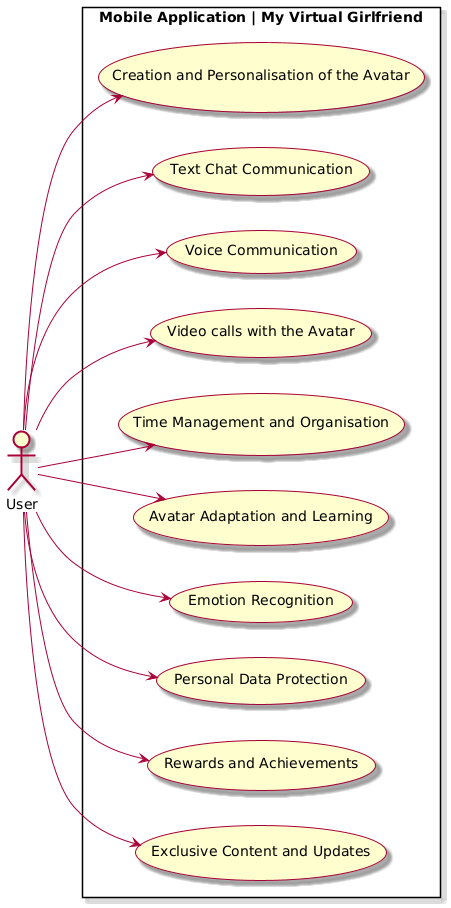 Mobile Application | My Virtual Girlfriend
Creation and Personalisation of the Avatar
Text Chat Communication
Voice Communication
Video calls with the Avatar
Time Management and Organisation
User
Avatar Adaptation and Learning
Emotion Recognition
Personal Data Protection
Rewards and Achievements
Exclusive Content and Updates